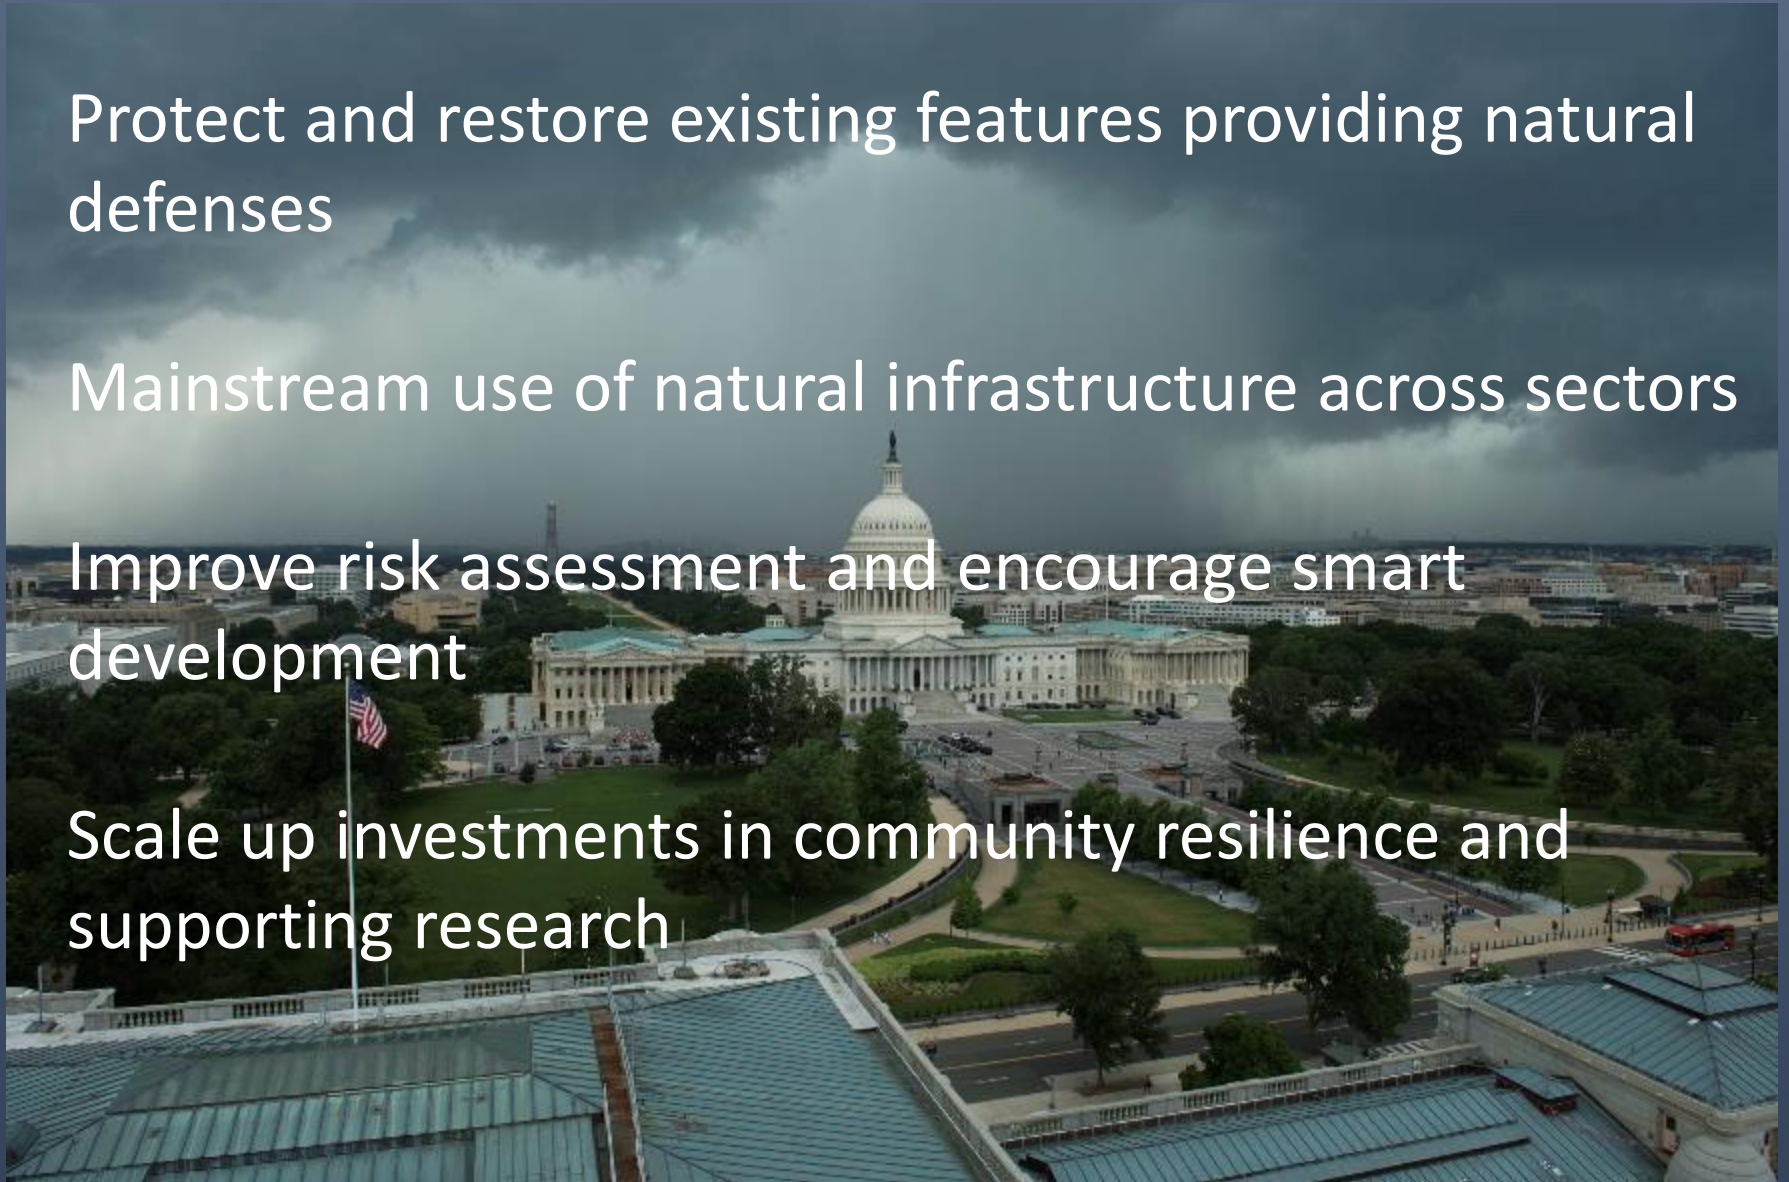 Protect and restore existing features providing natural
defenses
Mainstream use of natural infrastructure across sectors
Improve risk assessment and encourage smart
development
Scale up investments in community resilience and
supporting research